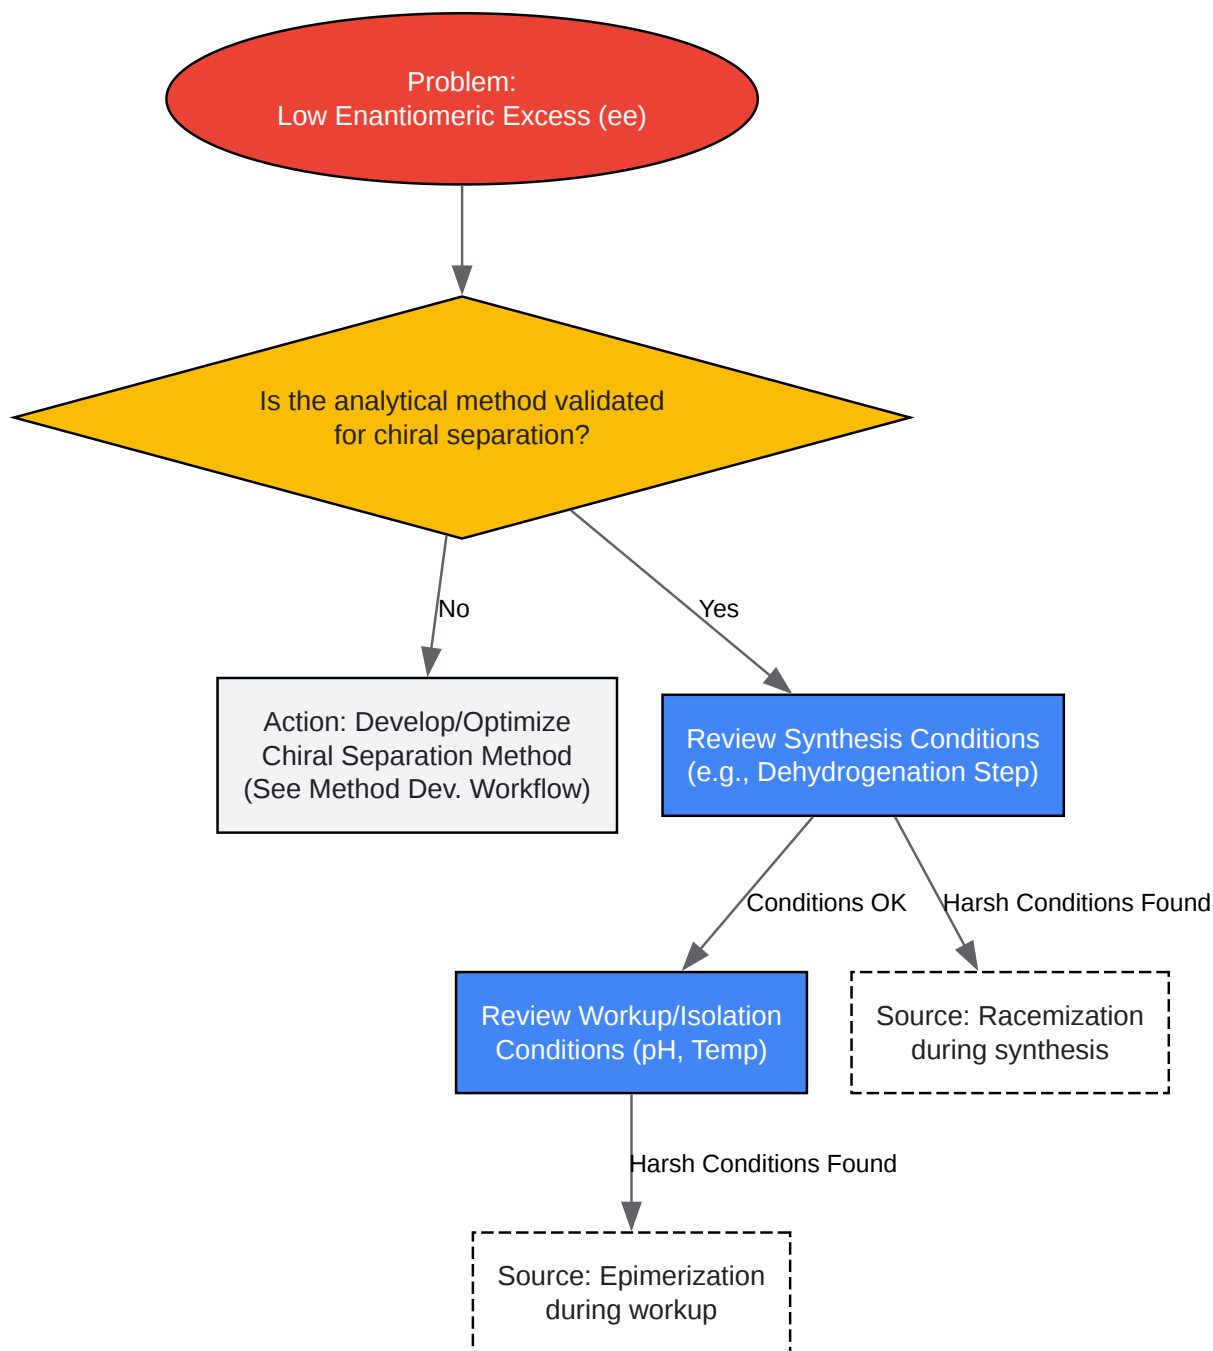 Problem:
Low Enantiomeric Excess (ee)
Is the analytical method validated
for chiral separation?
No
Yes
Action: Develop/Optimize
Chiral Separation Method
(See Method Dev. Workflow)
Review Synthesis Conditions
(e.g., Dehydrogenation Step)
Conditions OK
Harsh Conditions Found
Review Workup/Isolation
Conditions (pH, Temp)
Source: Racemization
during synthesis
Harsh Conditions Found
Source: Epimerization
during workup